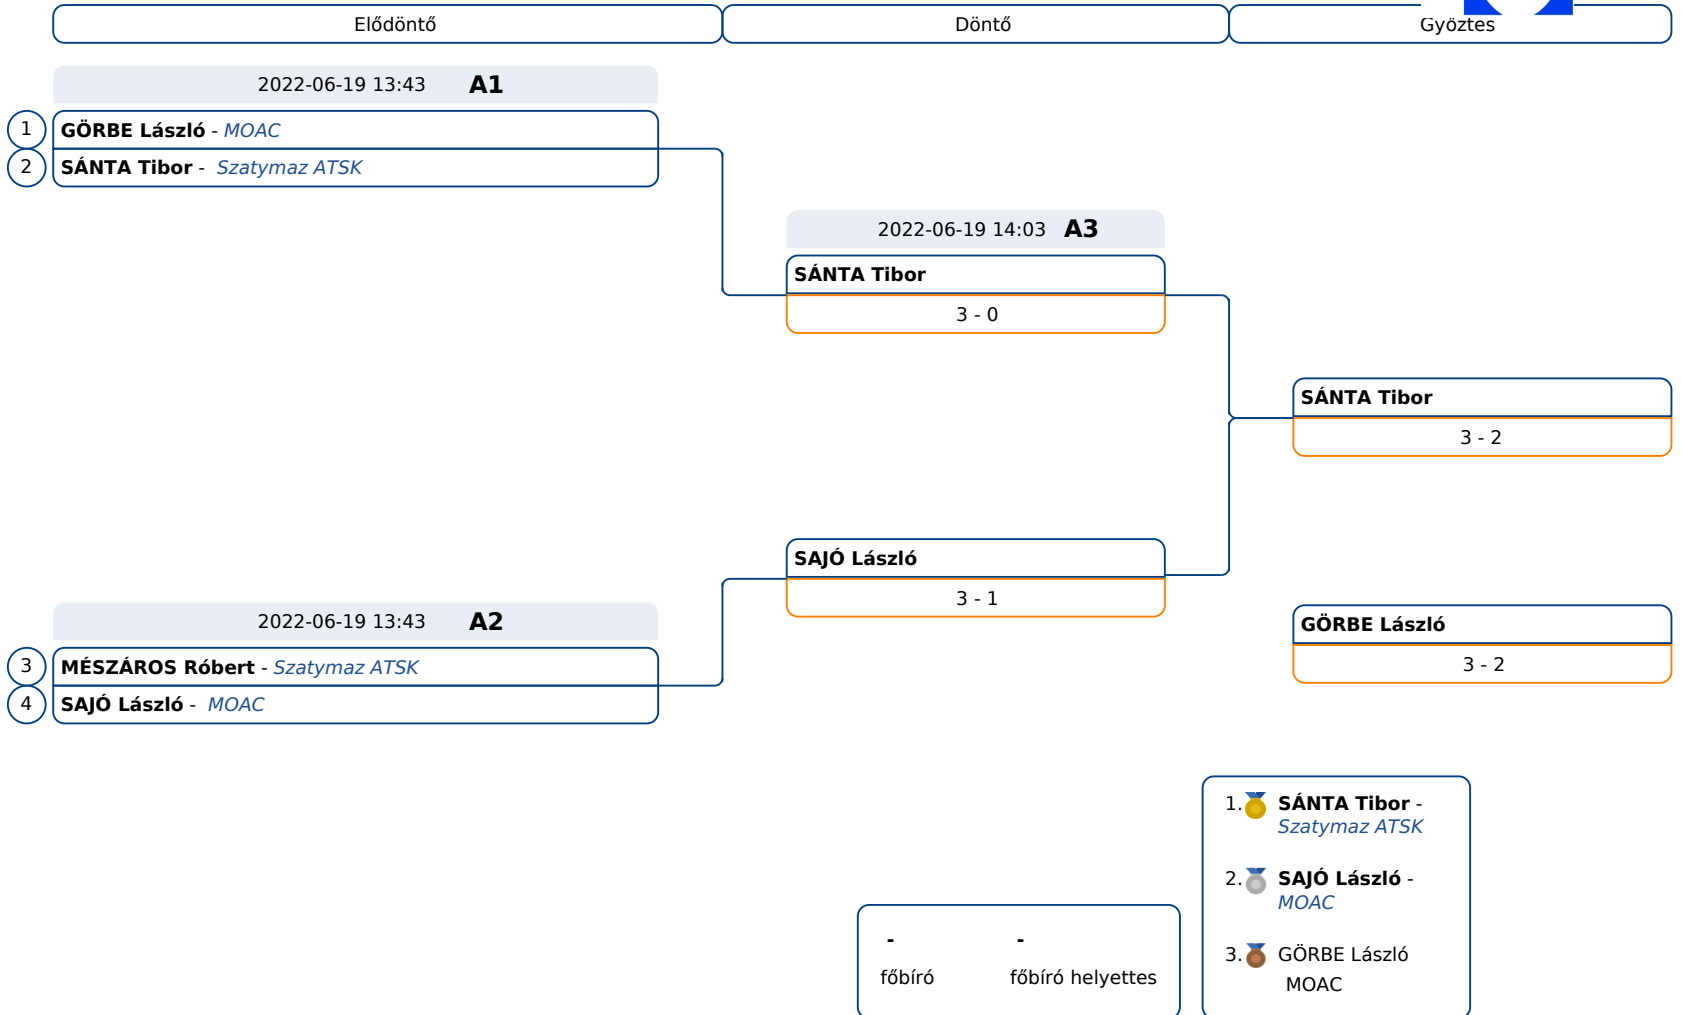 Elődöntő
Döntő
Győztes
2022-06-19 13:43 A1
1 GÖRBE László - MOAC
2 SÁNTA Tibor - Szatymaz ATSK
2022-06-19 14:03 A3
SÁNTA Tibor
3 - 0
SÁNTA Tibor
3 - 2
SAJÓ László
3 - 1
2022-06-19 13:43 A2
3 MÉSZÁROS Róbert - Szatymaz ATSK
4 SAJÓ László - MOAC
GÖRBE László
3 - 2
1. SÁNTA Tibor -
Szatymaz ATSK
2. SAJÓ László -
MOAC
3. GÖRBE László
MOAC
- -
főbíró főbíró helyettes